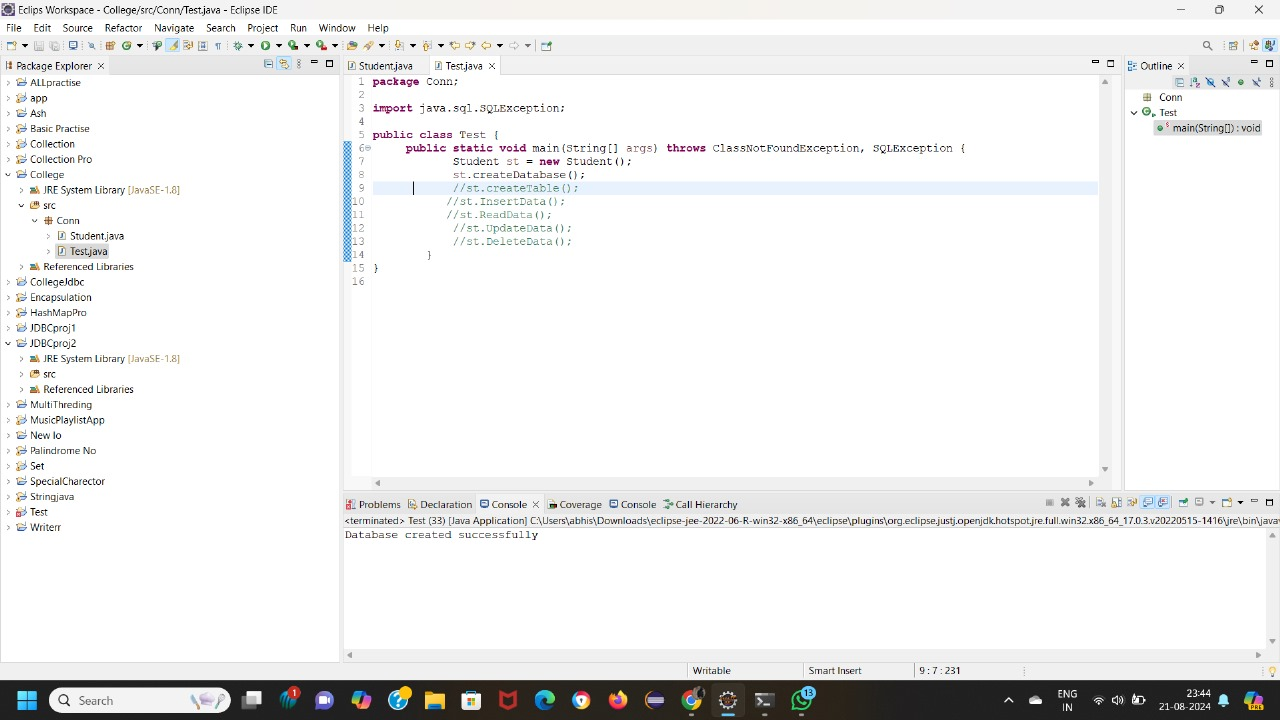 Eclips Workspace - College/src/Conn/Test.java - Eclipse IDE
File Edit Source Refactor Navigate Search Project Run Window Help
Package Explorer
ALLpractise
app
Ash
Basic Practise
Collection
Collection Pro
College
JRE System Library [JavaSE-1.8]
src
Conn
Student.java
Test.java
Referenced Libraries
CollegeJdbc
Encapsulation
HashMapPro
JDBCproj1
JDBCproj2
JRE System Library [JavaSE-1.8]
src
Referenced Libraries
MultiThreding
MusicPlaylistApp
New Io
Palindrome No
Set
SpecialCharector
Stringjava
Test
Writerr
Student.java Test.java
1 package Conn;
2
3 import java.sql.SQLException;
4
5 public class Test {
6 public static void main(String[] args) throws ClassNotFoundException, SQLException {
7 Student st = new Student();
8 st.createDatabase();
9 //st.createTable();
10 //st.InsertData();
11 //st.ReadData();
12 //st.UpdateData();
13 //st.DeleteData();
14 }
15 }
16
Outline
Conn
Test
main(String[]) : void
Problems Declaration Console Coverage Console Call Hierarchy
<terminated> Test (33) [Java Application] C:\Users\abhis\Downloads\eclipse-jee-2022-06-R-win32-x86_64\eclipse\plugins\org.eclipse.justj.openjdk.hotspot.jre.full.win32.x86_64_17.0.3.v20220515-1416\jre\bin\java
Database created successfully
Writable Smart Insert 9 : 7 : 231
Search
1
13
ENG
IN
23:44
21-08-2024
PRE